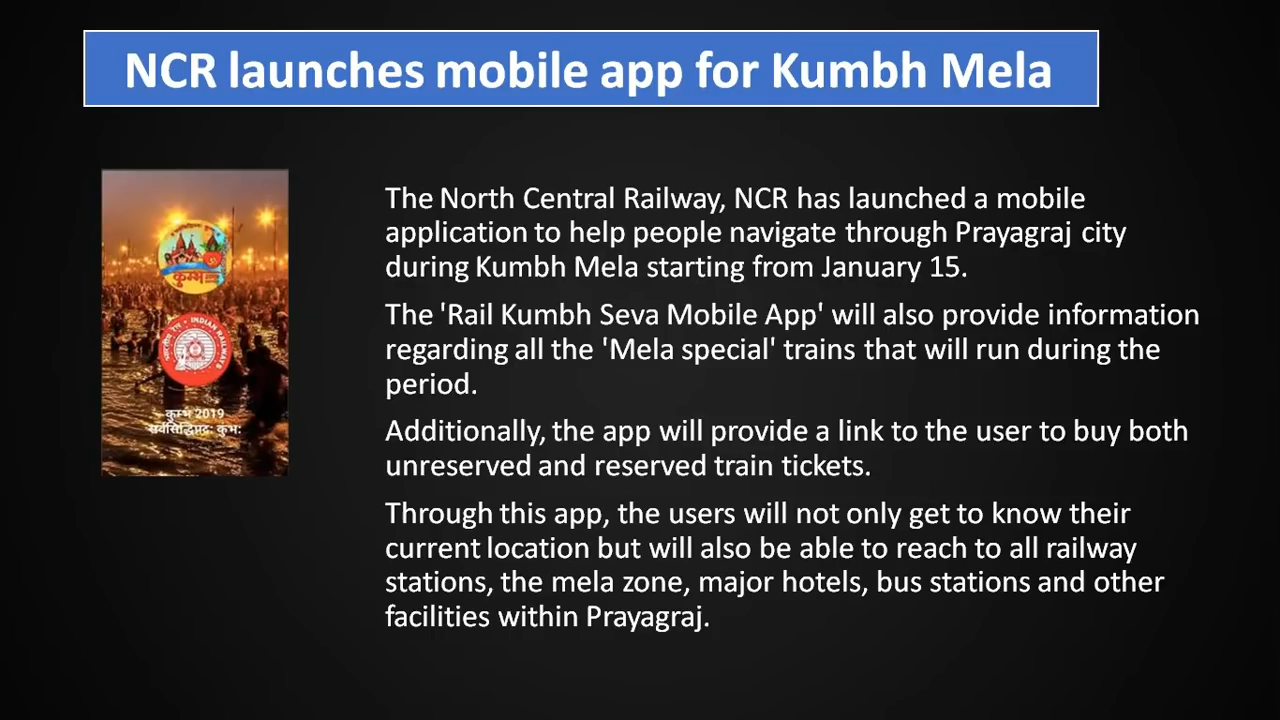 NCR launches mobile app for Kumbh Mela
The North Central Railway, NCR has launched a mobile
application to help people navigate through Prayagraj city
during Kumbh Mela starting from January 15.
The 'Rail Kumbh Seva Mobile App' will also provide information
regarding all the 'Mela special' trains that will run during the
period.
Additionally, the app will provide a link to the user to buy both
unreserved and reserved train tickets.
Through this app, the users will not only get to know their
current location but will also be able to reach to all railway
stations, the mela zone, major hotels, bus stations and other
facilities within Prayagraj.
कुम्भ
INDIAN RAILWAYS
कुम्भ 2019
सर्वसिद्धिप्रदः कुंभः